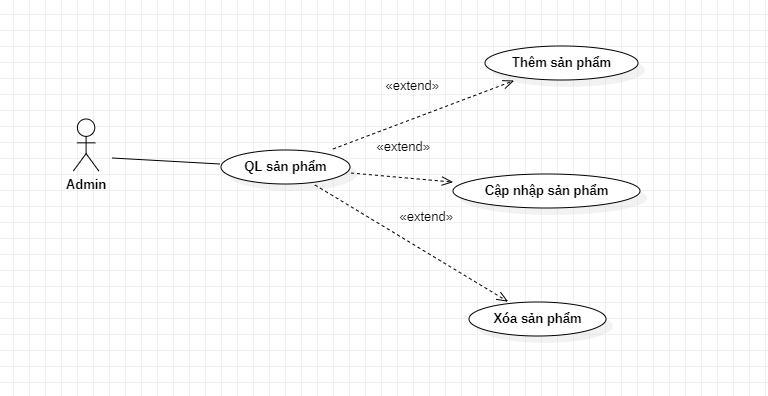 Thêm sản phẩm
«extend»
«extend»
QL sản phẩm
Admin
Cập nhập sản phẩm
«extend»
Xóa sản phẩm